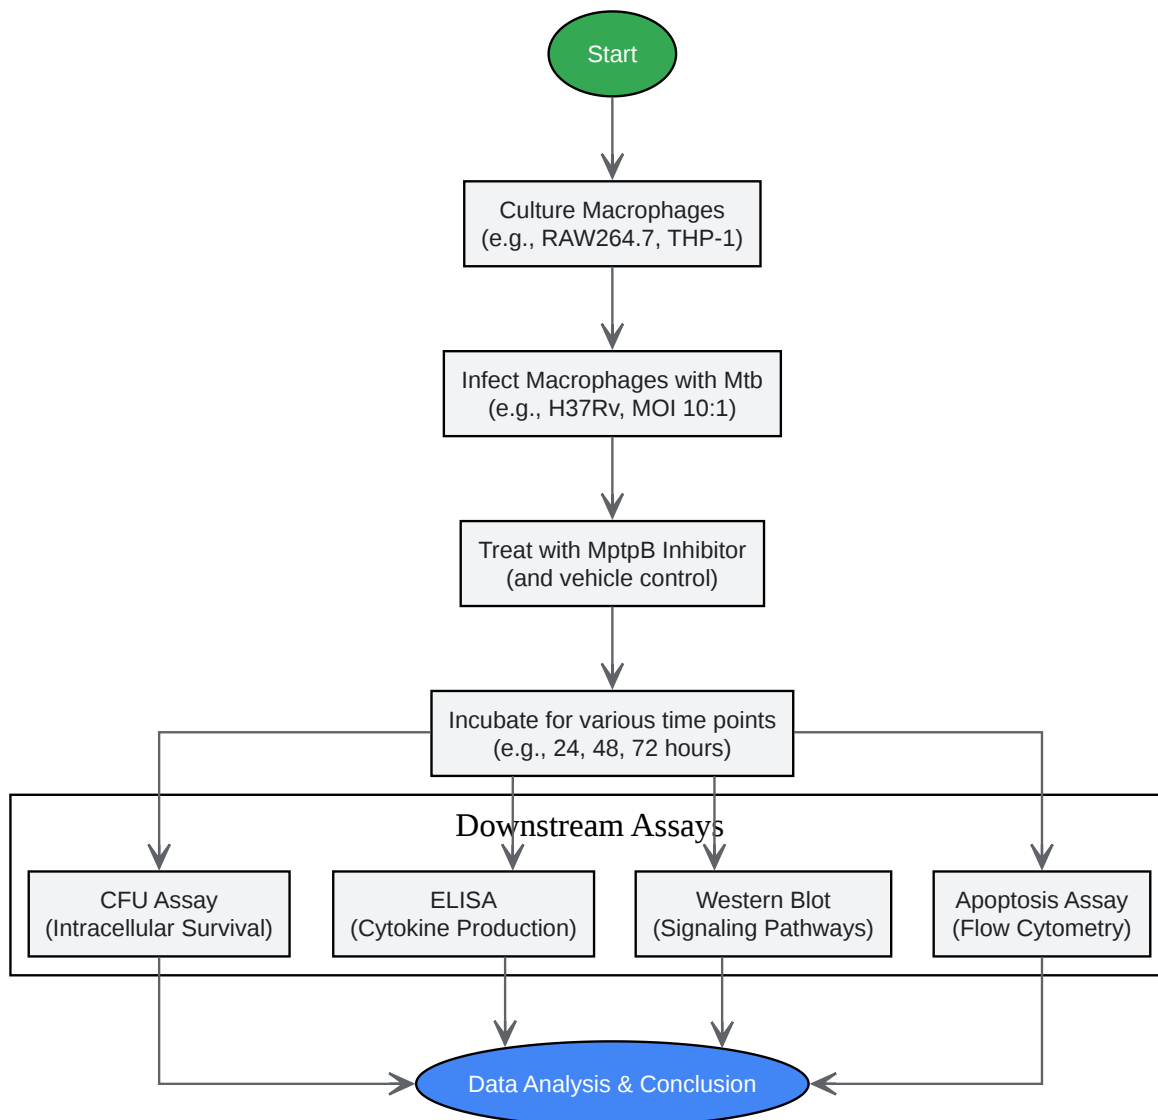 Start
Culture Macrophages
(e.g., RAW264.7, THP-1)
Infect Macrophages with Mtb
(e.g., H37Rv, MOI 10:1)
Treat with MptpB Inhibitor
(and vehicle control)
Incubate for various time points
(e.g., 24, 48, 72 hours)
Downstream Assays
CFU Assay
(Intracellular Survival)
ELISA
(Cytokine Production)
Western Blot
(Signaling Pathways)
Apoptosis Assay
(Flow Cytometry)
Data Analysis & Conclusion